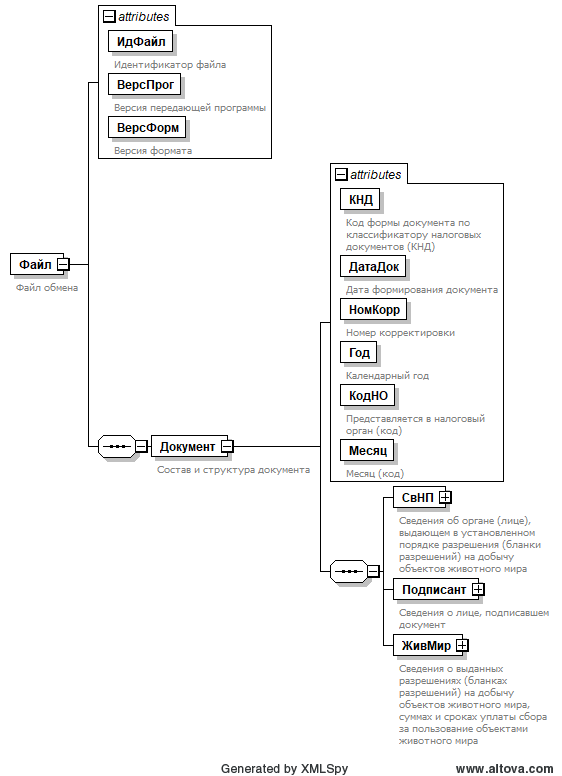 attributes
ИдФайл
Идентификатор файла
ВерсПрог
Версия передающей программы
ВерсФорм
Версия формата
Файл
Файл обмена
Документ
Состав и структура документа
attributes
КНД
Код формы документа по
классификатору налоговых
документов (КНД)
ДатаДок
Дата формирования документа
НомКорр
Номер корректировки
Год
Календарный год
КодНО
Представляется в налоговый
орган (код)
Месяц
Месяц (код)
СвНП
Сведения об органе (лице),
выдающем в установленном
порядке разрешения (бланки
разрешений) на добычу
объектов животного мира
Подписант
Сведения о лице, подписавшем
документ
ЖивМир
Сведения о выданных
разрешениях (бланках
разрешений) на добычу
объектов животного мира,
суммах и сроках уплаты сбора
за пользование объектами
животного мира
Generated by XMLSpy www.altova.com